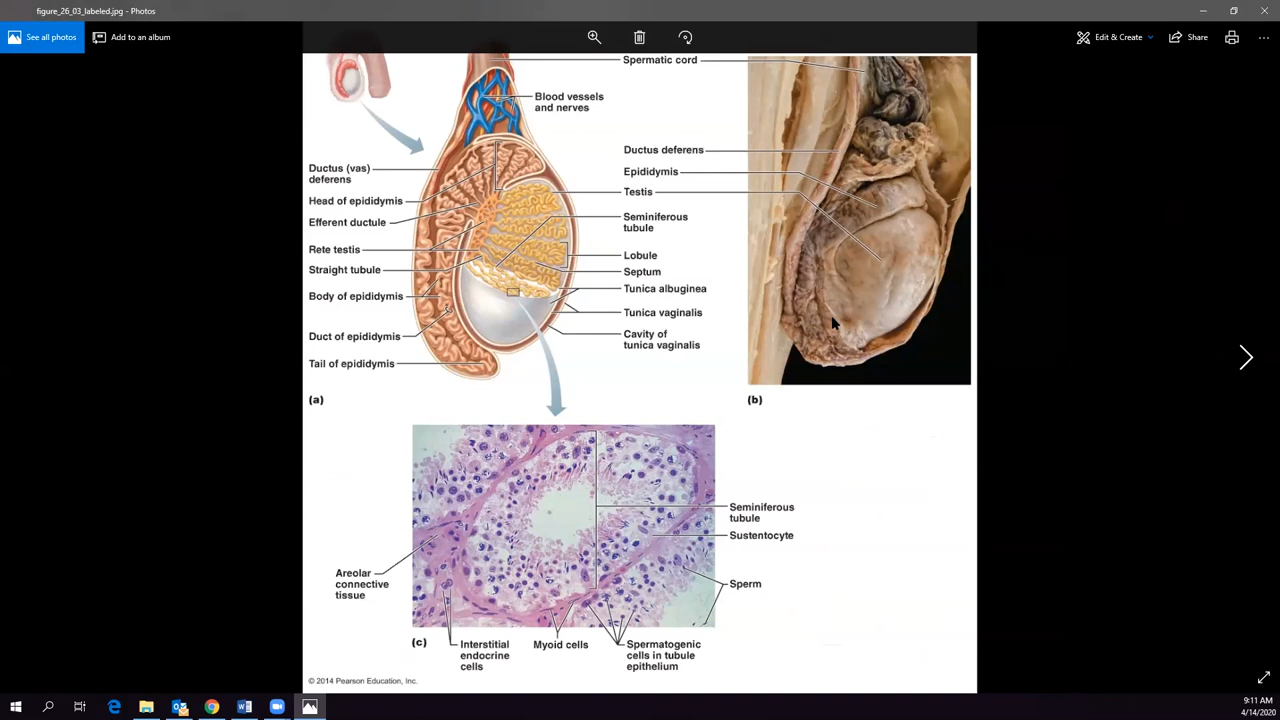 figure_26_03_labeled.jpg - Photos
See all photos
Add to an album
Edit & Create
Share
Spermatic cord
Blood vessels
and nerves
Ductus (vas)
deferens
Head of epididymis
Efferent ductule
Rete testis
Straight tubule
Body of epididymis
Duct of epididymis
Tail of epididymis
Ductus deferens
Epididymis
Testis
Seminiferous
tubule
Lobule
Septum
Tunica albuginea
Tunica vaginalis
Cavity of
tunica vaginalis
(a)
(b)
Seminiferous
tubule
Sustentocyte
Areolar
connective
tissue
Sperm
(c)
Interstitial
endocrine
cells
Myoid cells
Spermatogenic
cells in tubule
epithelium
© 2014 Pearson Education, Inc.
9:11 AM
4/14/2020